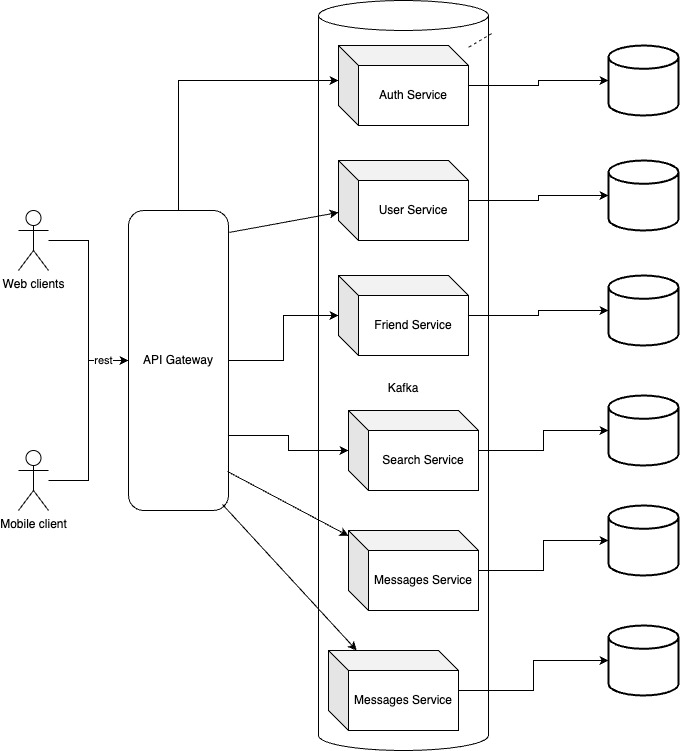 Auth Service
User Service
Web clients
Friend Service
rest
API Gateway
Kafka
Search Service
Mobile client
Messages Service
Messages Service